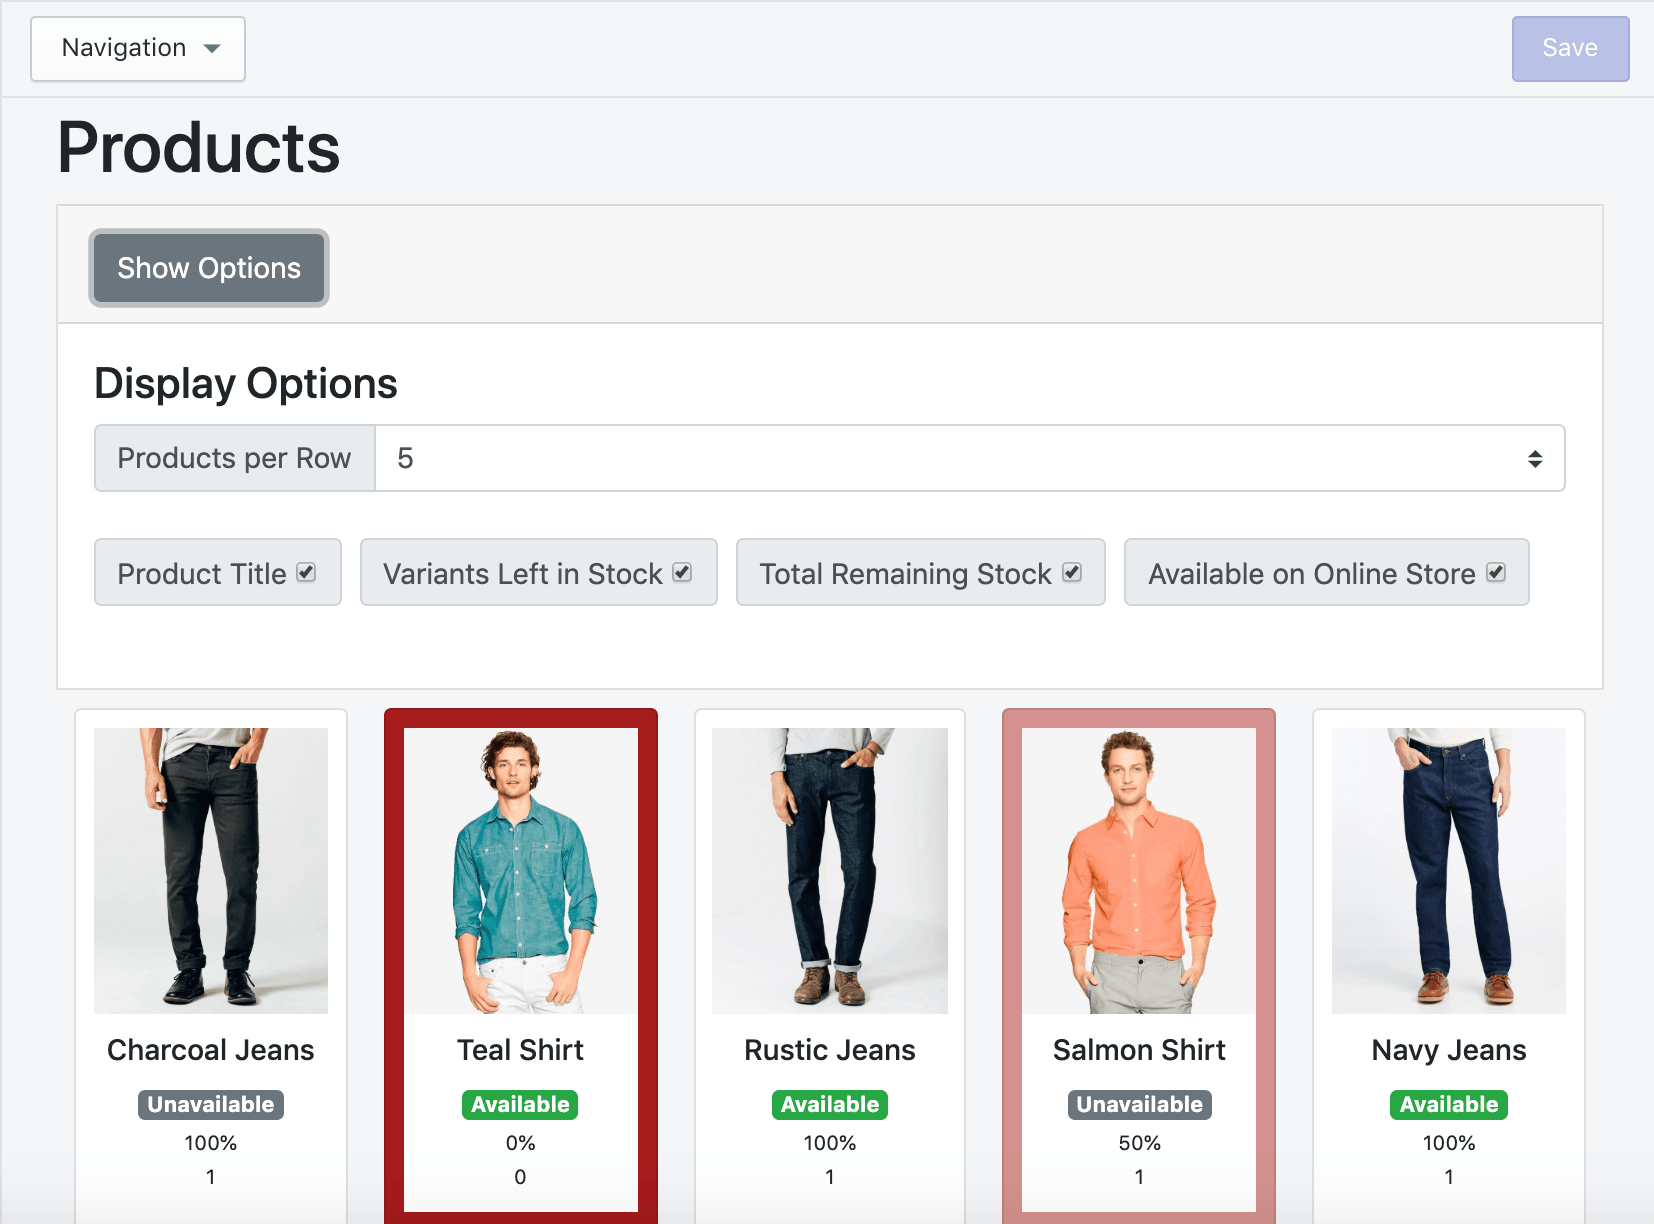 Navigation
Save
Products
Show Options
Display Options
Products per Row 5
Product Title Variants Left in Stock Total Remaining Stock Available on Online Store
Charcoal Jeans Teal Shirt Rustic Jeans Salmon Shirt Navy Jeans
Unavailable Available Available Unavailable Available
100% 0% 100% 50% 100%
1 0 1 1 1